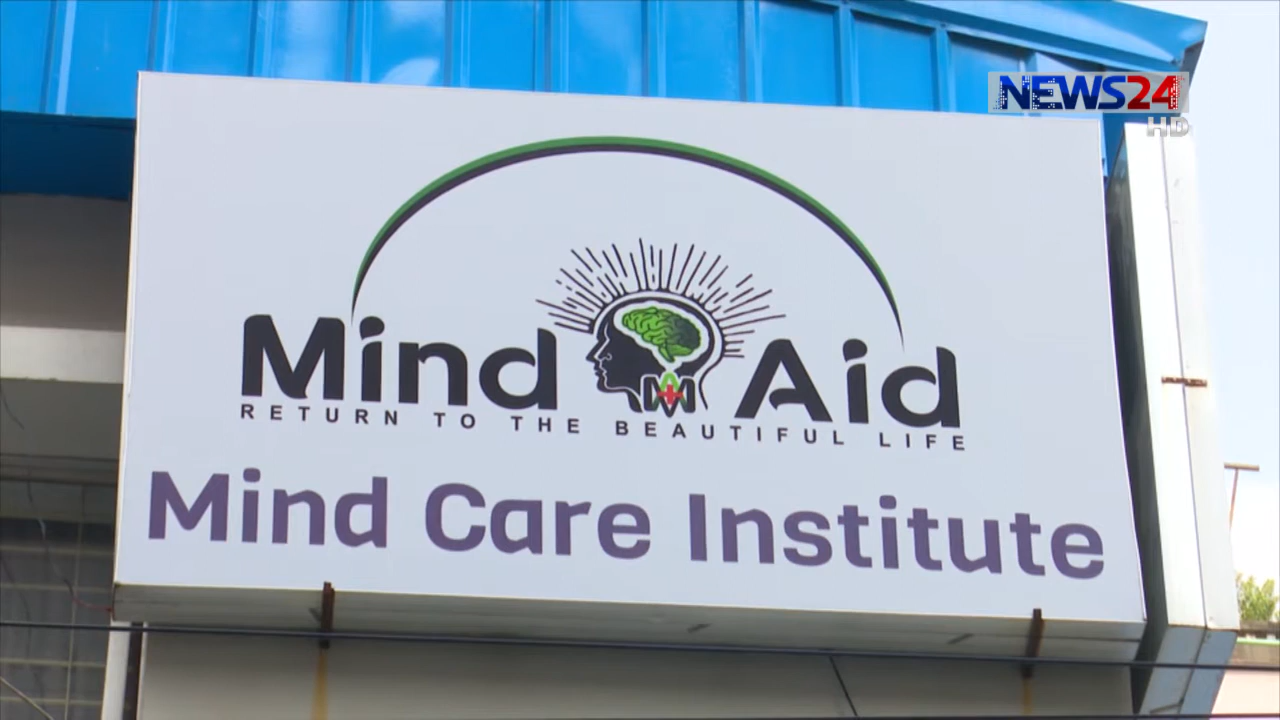 NEWS24
HD
Mind Aid
RETURN TO THE BEAUTIFUL LIFE
Mind Care Institute